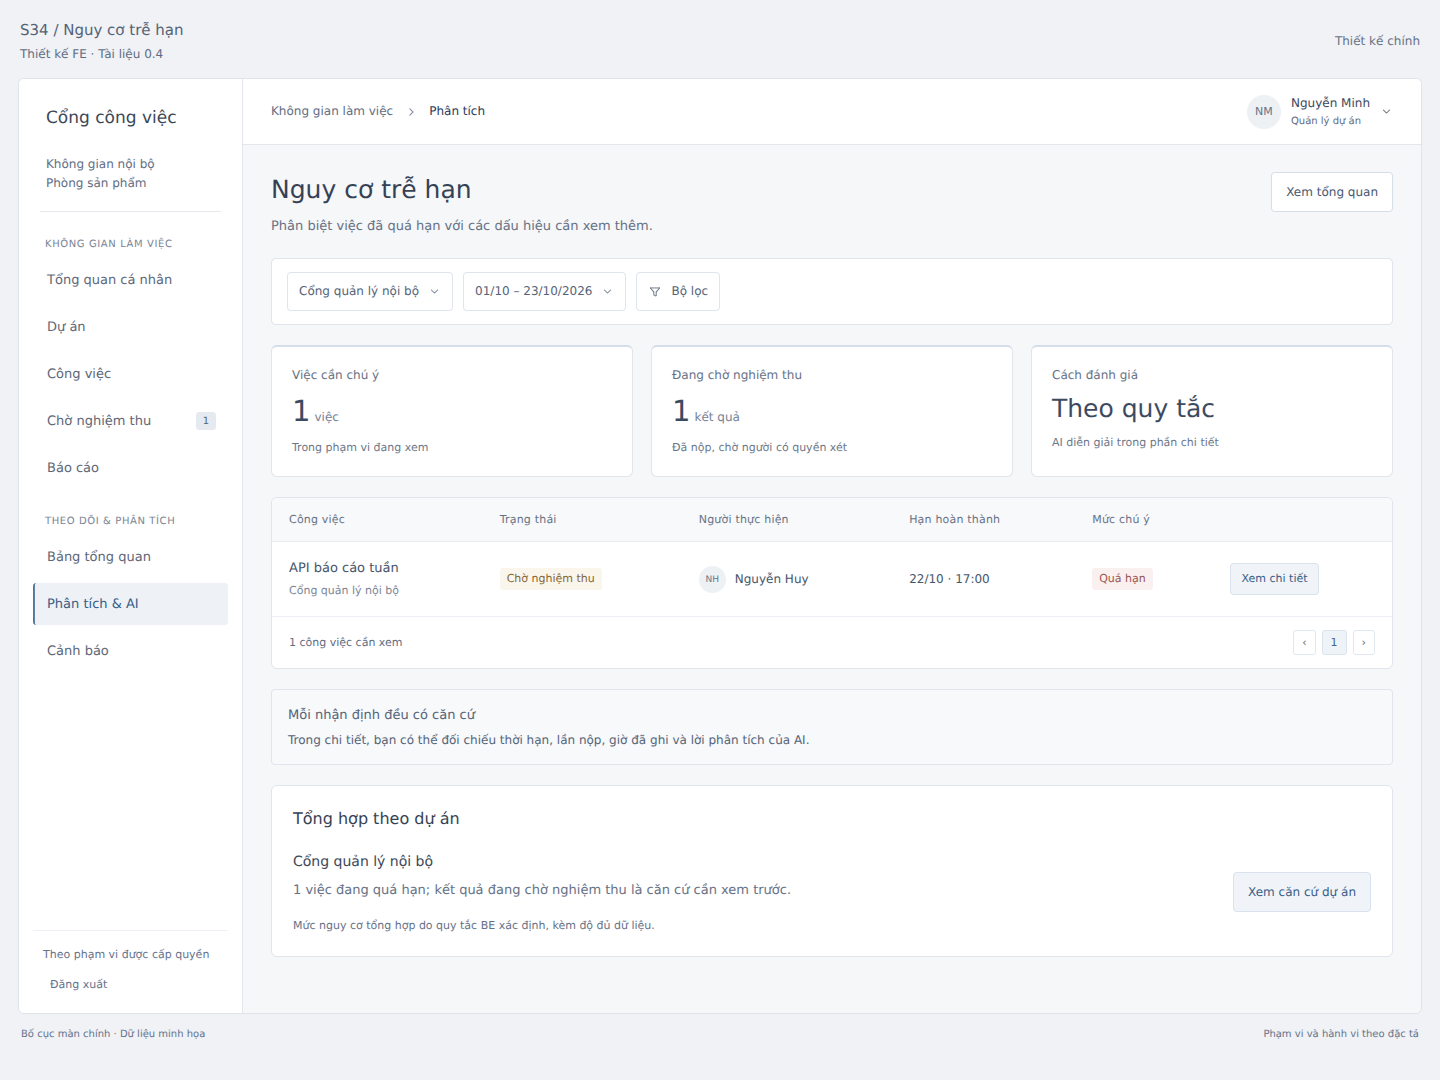 S34 / Nguy cơ trễ hạn
Thiết kế FE · Tài liệu 0.4
Thiết kế chính
Cổng công việc
Không gian nội bộ
Phòng sản phẩm
KHÔNG GIAN LÀM VIỆC
Tổng quan cá nhân
Dự án
Công việc
Chờ nghiệm thu
1
Báo cáo
THEO DÕI & PHÂN TÍCH
Bảng tổng quan
Phân tích & AI
Cảnh báo
Theo phạm vi được cấp quyền
Đăng xuất
Không gian làm việc
Phân tích
NM
Nguyễn Minh
Quản lý dự án
Nguy cơ trễ hạn
Phân biệt việc đã quá hạn với các dấu hiệu cần xem thêm.
Xem tổng quan
Cổng quản lý nội bộ
01/10 – 23/10/2026
Bộ lọc
Việc cần chú ý
1 việc
Trong phạm vi đang xem
Đang chờ nghiệm thu
1 kết quả
Đã nộp, chờ người có quyền xét
Cách đánh giá
Theo quy tắc
AI diễn giải trong phần chi tiết
Công việc
Trạng thái
Người thực hiện
Hạn hoàn thành
Mức chú ý
API báo cáo tuần
Cổng quản lý nội bộ
Chờ nghiệm thu
NH
Nguyễn Huy
22/10 · 17:00
Quá hạn
Xem chi tiết
1 công việc cần xem
‹
1
›
Mỗi nhận định đều có căn cứ
Trong chi tiết, bạn có thể đối chiếu thời hạn, lần nộp, giờ đã ghi và lời phân tích của AI.
Tổng hợp theo dự án
Cổng quản lý nội bộ
1 việc đang quá hạn; kết quả đang chờ nghiệm thu là căn cứ cần xem trước.
Mức nguy cơ tổng hợp do quy tắc BE xác định, kèm độ đủ dữ liệu.
Xem căn cứ dự án
Bố cục màn chính · Dữ liệu minh họa
Phạm vi và hành vi theo đặc tả